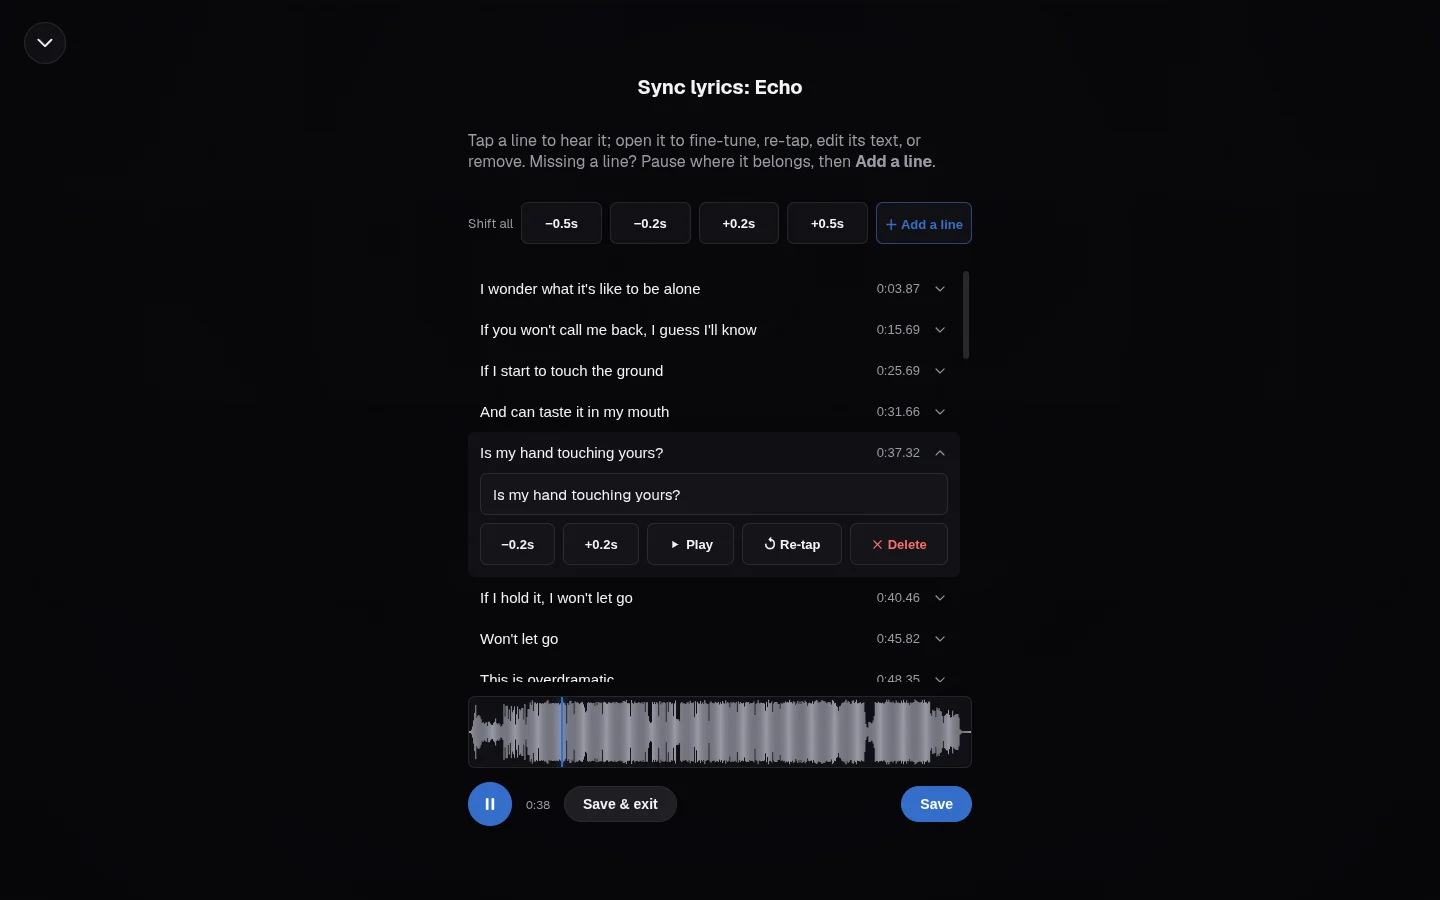 Sync lyrics: Echo
Tap a line to hear it; open it to fine-tune, re-tap, edit its text, or
remove. Missing a line? Pause where it belongs, then Add a line.
Shift all −0.5s −0.2s +0.2s +0.5s + Add a line
I wonder what it's like to be alone 0:03.87
If you won't call me back, I guess I'll know 0:15.69
If I start to touch the ground 0:25.69
And can taste it in my mouth 0:31.66
Is my hand touching yours? 0:37.32
Is my hand touching yours?
−0.2s +0.2s Play Re-tap Delete
If I hold it, I won't let go 0:40.46
Won't let go 0:45.82
This is overdramatic 0:48.35
0:38 Save & exit Save